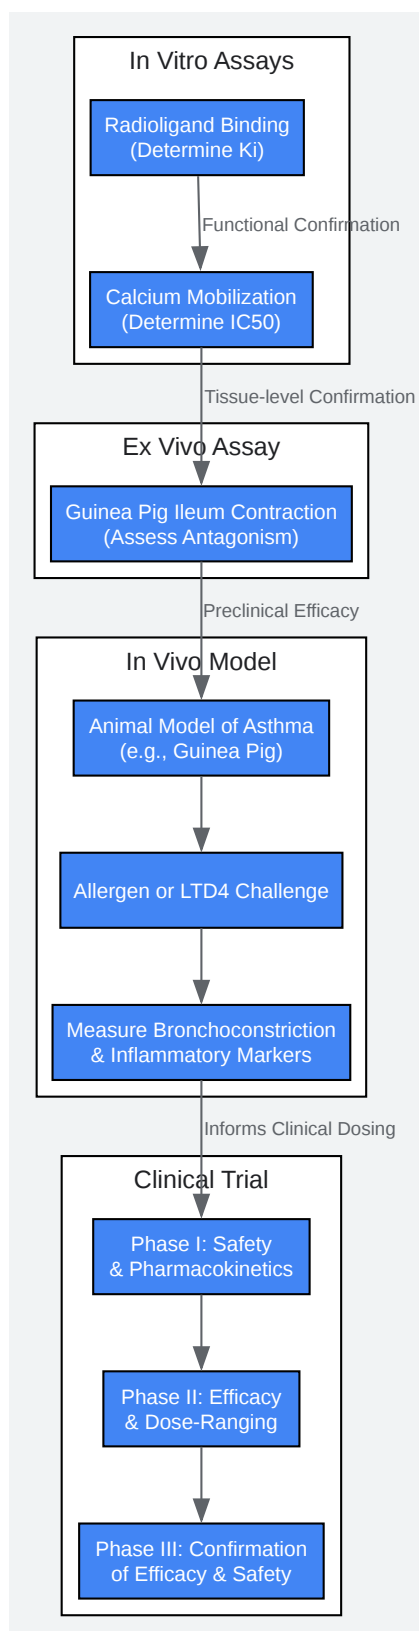 In Vitro Assays
Radioligand Binding
(Determine Ki)
Functional Confirmation
Calcium Mobilization
(Determine IC50)
Tissue-level Confirmation
Ex Vivo Assay
Guinea Pig Ileum Contraction
(Assess Antagonism)
Preclinical Efficacy
In Vivo Model
Animal Model of Asthma
(e.g., Guinea Pig)
Allergen or LTD4 Challenge
Measure Bronchoconstriction
& Inflammatory Markers
Informs Clinical Dosing
Clinical Trial
Phase I: Safety
& Pharmacokinetics
Phase II: Efficacy
& Dose-Ranging
Phase III: Confirmation
of Efficacy & Safety